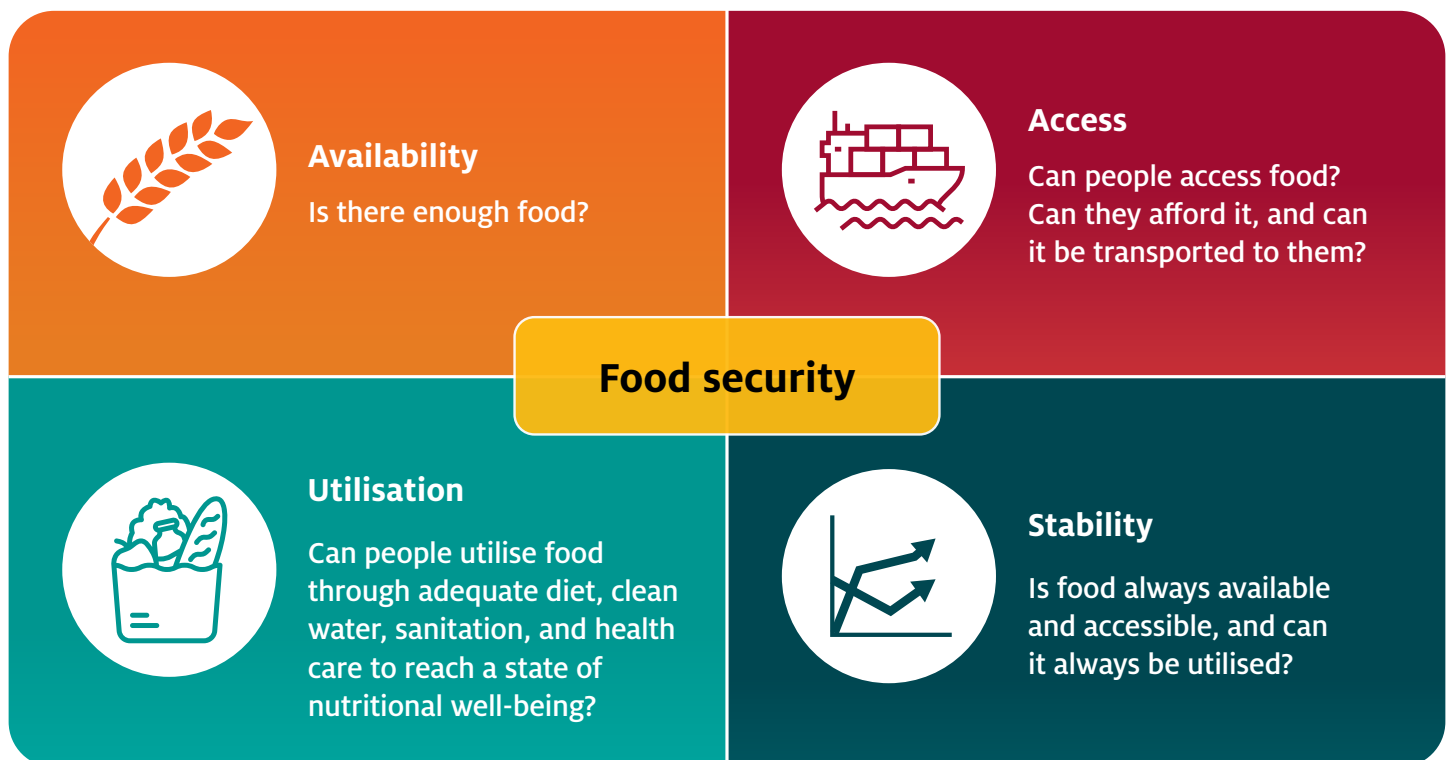 Availability
Is there enough food?
Access
Can people access food?
Can they afford it, and can
it be transported to them?
Food security
Utilisation
Can people utilise food
through adequate diet, clean
water, sanitation, and health
care to reach a state of
nutritional well-being?
Stability
Is food always available
and accessible, and can
it always be utilised?